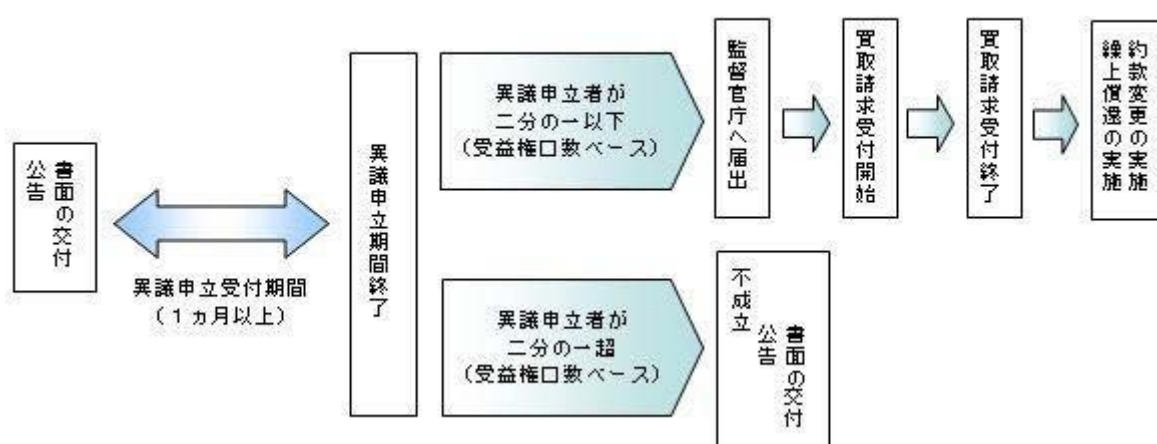 書面の交付
公告
異議申立受付期間
（１ヵ月以上）
異議申立期間終了
異議申立者が
二分の一以下
（受益権口数ベース）
監督官庁へ届出
買取請求受付開始
買取請求受付終了
約款変更の実施
繰上償還の実施
異議申立者が
二分の一超
（受益権口数ベース）
不成立
書面の交付
公告